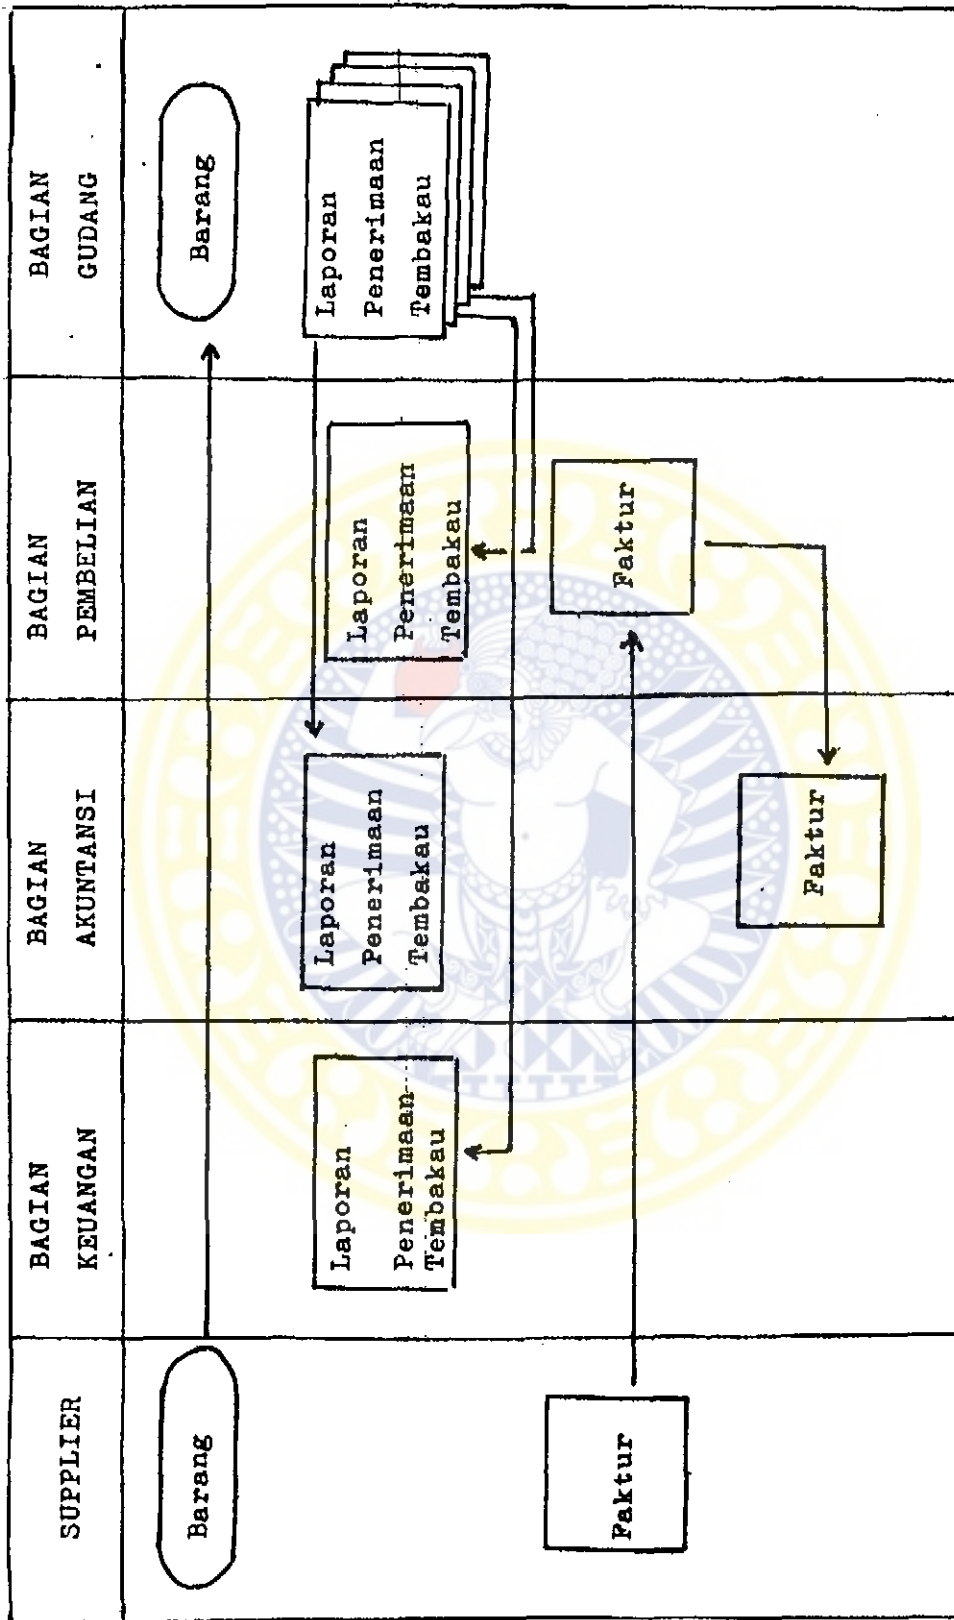 SUPPLIER
BAGIAN
KEUANGAN
BAGIAN
AKUNTANSI
BAGIAN
PEMBELIAN
BAGIAN
GUDANG
Barang
Barang
Laporan
Penerimaan
Tembakau
Laporan
Penerimaan
Tembakau
Laporan
Penerimaan
Tembakau
Laporan
Penerimaan
Tembakau
Faktur
Faktur
Faktur